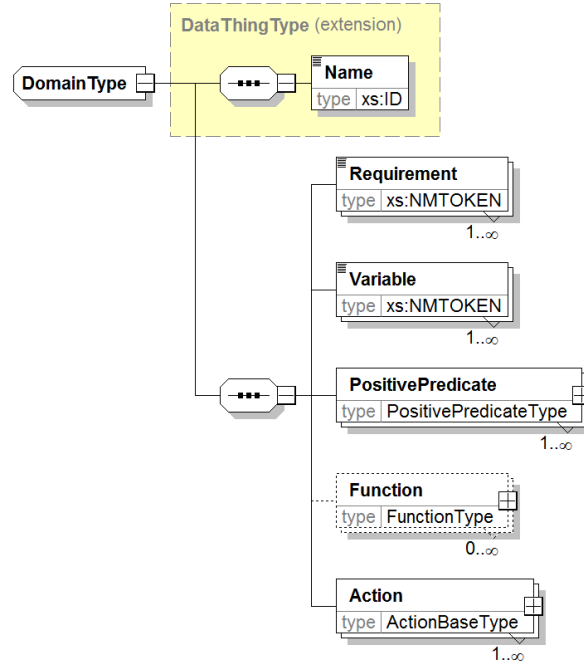 DataThingType (extension)
DomainType
Name
type xs:ID
Requirement
type xs:NMTOKEN
1..∞
Variable
type xs:NMTOKEN
1..∞
PositivePredicate
type PositivePredicateType
1..∞
Function
type FunctionType
0..∞
Action
type ActionBaseType
1..∞